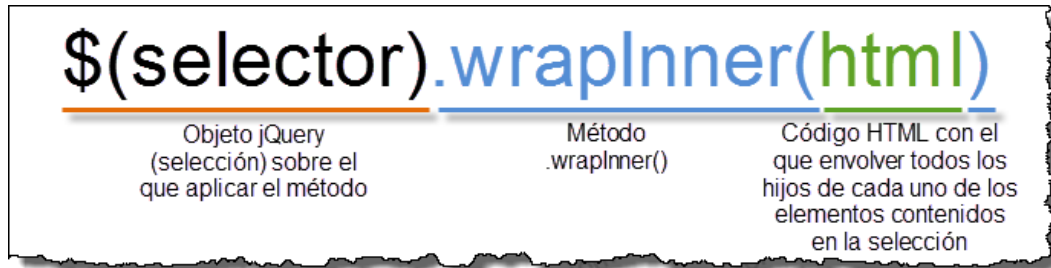 $(selector).wrapInner(html)
Objeto jQuery
(selección) sobre el
que aplicar el método
Método
.wrapInner()
Código HTML con el
que envolver todos los
hijos de cada uno de los
elementos contenidos
en la selección